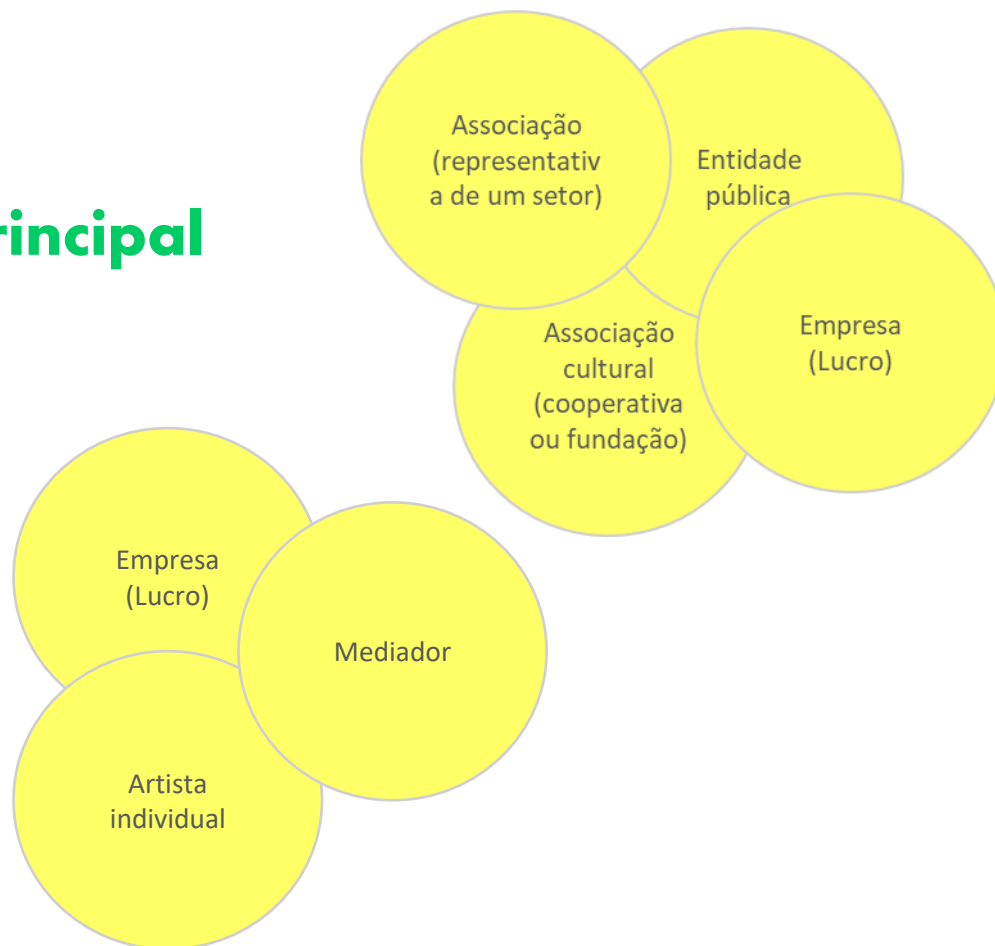 Associação
(representativ
a de um setor)
Entidade
pública
rincipal
Associação
cultural
(cooperativa
ou fundação)
Empresa
(Lucro)
Empresa
(Lucro)
Mediador
Artista
individual